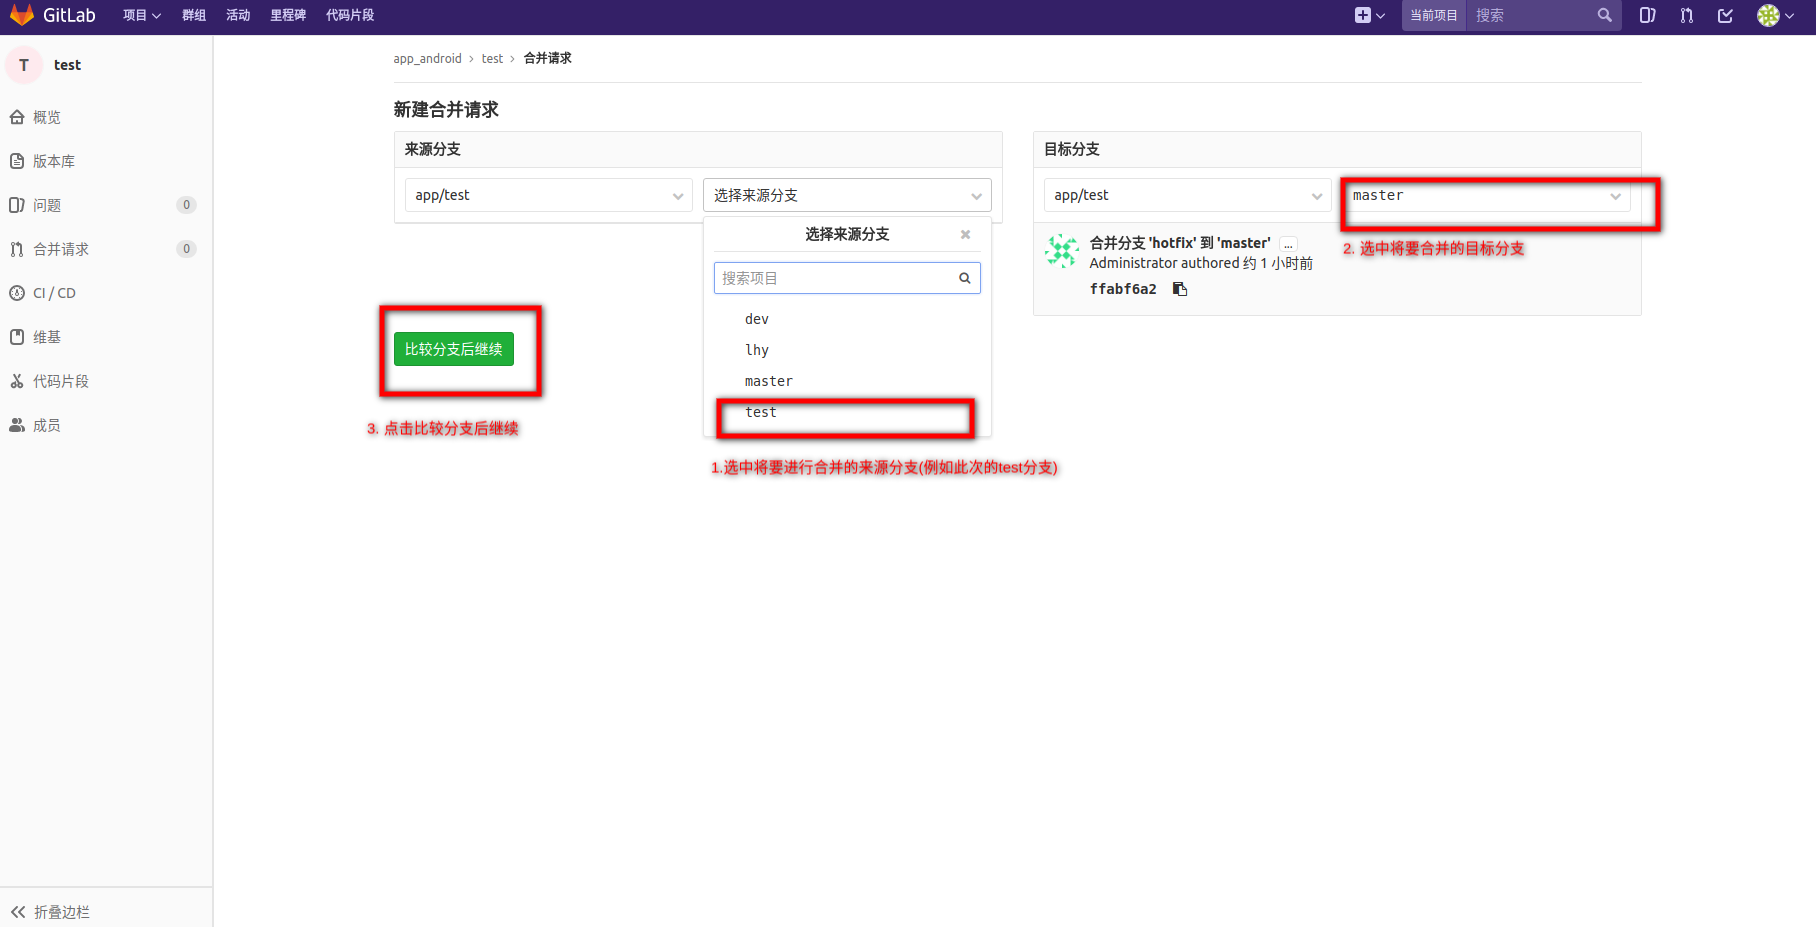 GitLab
项目
群组
活动
里程碑
代码片段
当前项目
搜索
T
test
概览
版本库
问题
0
合并请求
0
CI / CD
维基
代码片段
成员
折叠边栏
app_android › test › 合并请求
新建合并请求
来源分支
app/test
选择来源分支
选择来源分支
搜索项目
dev
lhy
master
test
1.选中将要进行合并的来源分支(例如此次的test分支)
目标分支
app/test
master
2. 选中将要合并的目标分支
合并分支 'hotfix' 到 'master' ...
Administrator authored 约 1 小时前
ffabf6a2
比较分支后继续
3. 点击比较分支后继续